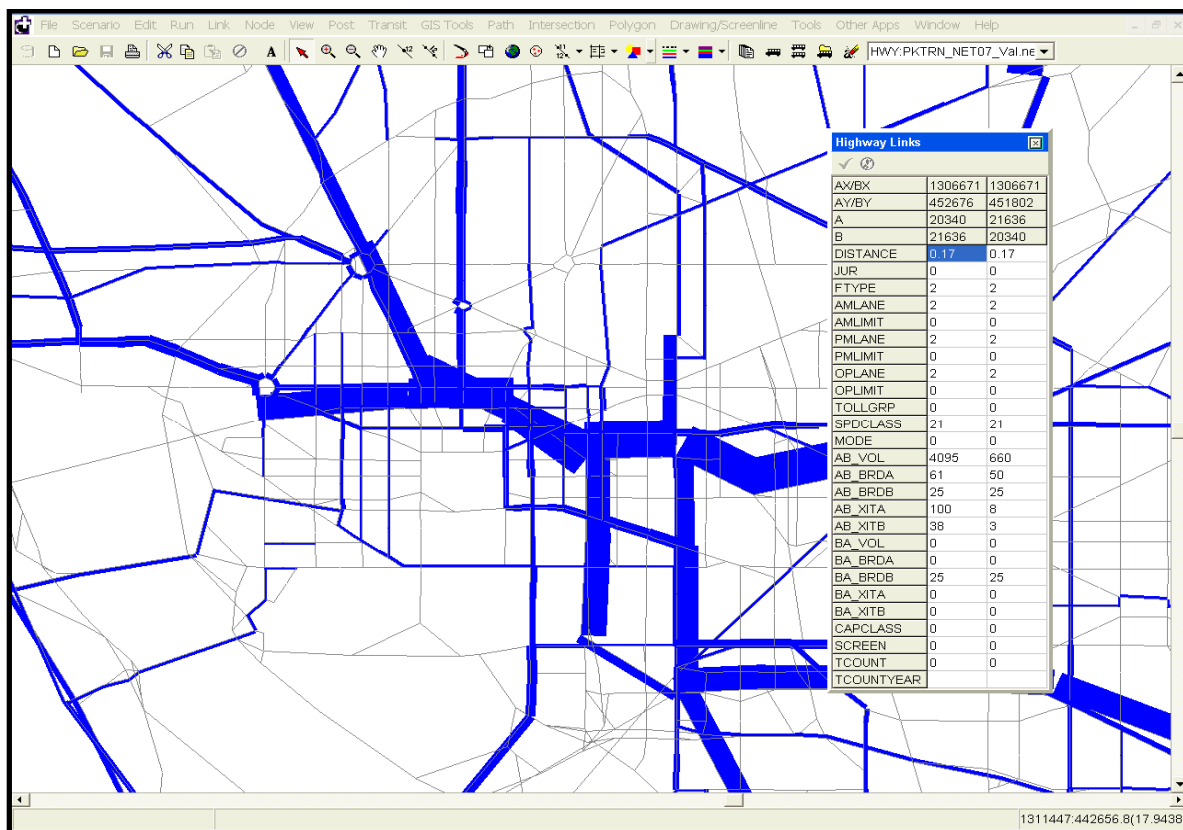 File Scenario Edit Run Link Node View Post Transit GIS Tools Path Intersection Polygon Drawing/Screenline Tools Other Apps Window Help
HWY:PKTRN_NET07_Val.ne
Highway Links
AX/BX 1306671 1306671
AY/BY 452676 451802
A 20340 21636
B 21636 20340
DISTANCE 0.17 0.17
JUR 0 0
FTYPE 2 2
AMLANE 2 2
AMLIMIT 0 0
PMLANE 2 2
PMLIMIT 0 0
OPLANE 2 2
OPLIMIT 0 0
TOLLGRP 0 0
SPDCLASS 21 21
MODE 0 0
AB_VOL 4095 660
AB_BRDA 61 50
AB_BRDB 25 25
AB_XITA 100 8
AB_XITB 38 3
BA_VOL 0 0
BA_BRDA 0 0
BA_BRDB 25 25
BA_XITA 0 0
BA_XITB 0 0
CAPCLASS 0 0
SCREEN 0 0
TCOUNT 0 0
TCOUNTYEAR
1311447:442656.8(17.9438